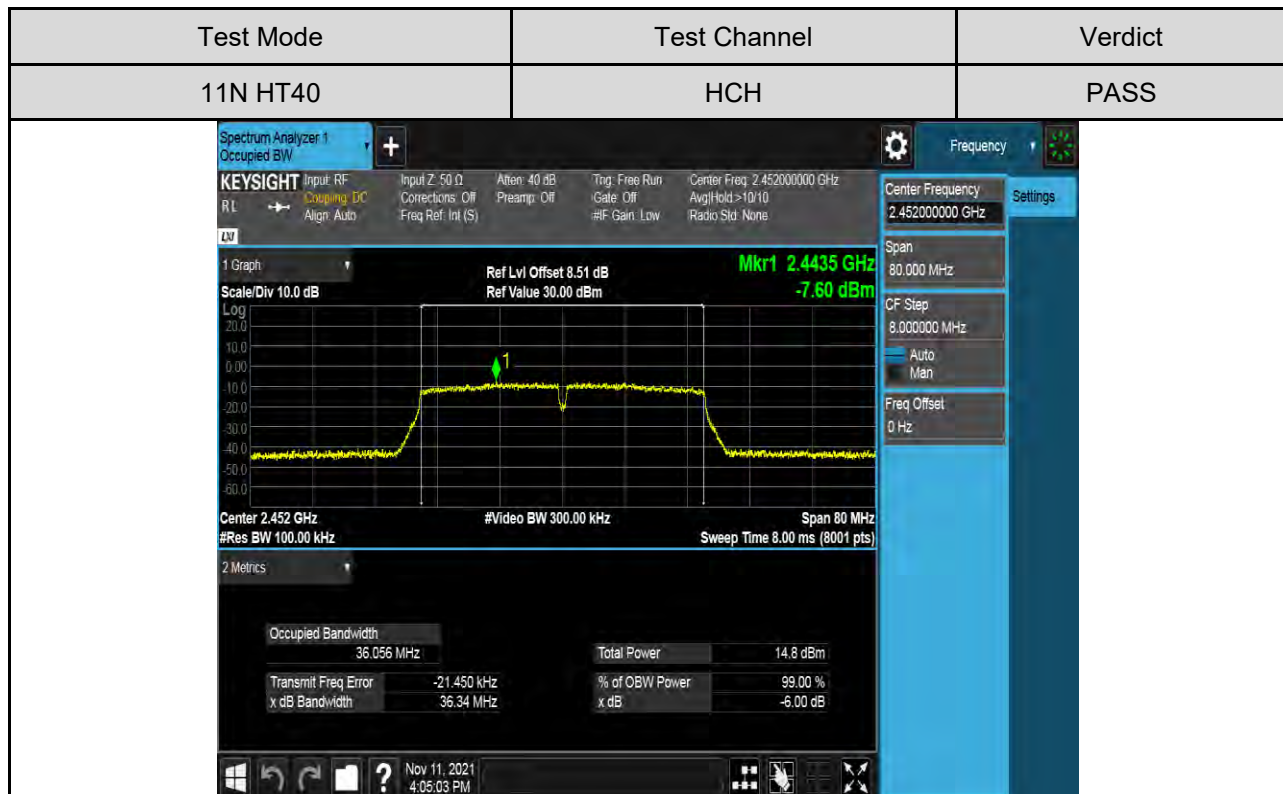 Test Mode Test Channel Verdict
11N HT40 HCH PASS
Spectrum Analyzer 1
Occupied BW
+
Frequency
KEYSIGHT Input: RF Input Z: 50 Ω Atten: 40 dB Trig: Free Run Center Freq: 2.452000000 GHz
RL Coupling: DC Corrections: Off Preamp: Off Gate: Off Avg|Hold:>10/10
Align: Auto Freq Ref: Int (S) #IF Gain: Low Radio Std: None
LXI
Center Frequency
2.452000000 GHz
Settings
Span
80.000 MHz
CF Step
8.000000 MHz
Auto
Man
Freq Offset
0 Hz
1 Graph
Scale/Div 10.0 dB
Ref Lvl Offset 8.51 dB
Ref Value 30.00 dBm
Mkr1 2.4435 GHz
-7.60 dBm
Log
20.0
10.0
0.00
-10.0
-20.0
-30.0
-40.0
-50.0
-60.0
1
Center 2.452 GHz #Video BW 300.00 kHz Span 80 MHz
#Res BW 100.00 kHz Sweep Time 8.00 ms (8001 pts)
2 Metrics
Occupied Bandwidth
36.056 MHz
Total Power 14.8 dBm
Transmit Freq Error -21.450 kHz % of OBW Power 99.00 %
x dB Bandwidth 36.34 MHz x dB -6.00 dB
?
Nov 11, 2021
4:05:03 PM